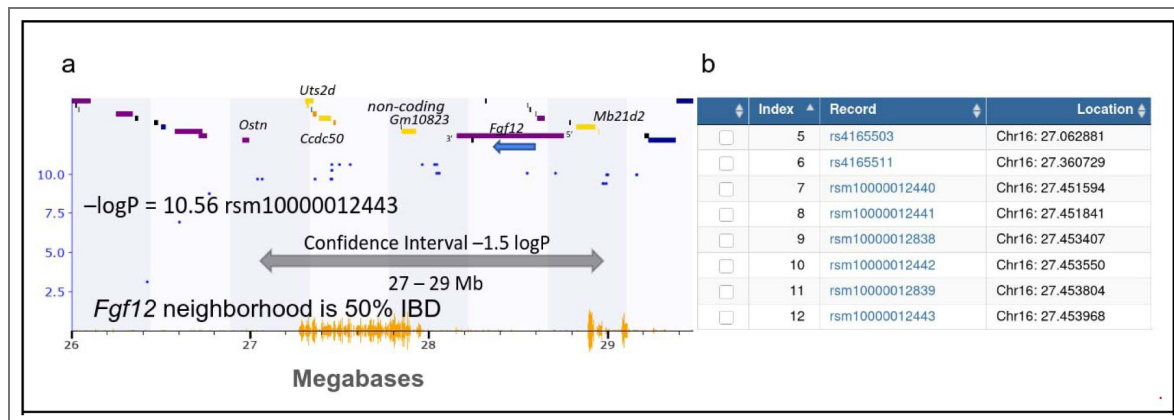 a
Uts2d
non-coding
Gm10823
Mb21d2
Ostn
Ccdc50
Fgf12
3'
5'
10.0
–logP = 10.56 rsm10000012443
7.5
Confidence Interval –1.5 logP
5.0
27 – 29 Mb
2.5
Fgf12 neighborhood is 50% IBD
26 27 28 29
Megabases
b
Index Record Location
5 rs4165503 Chr16: 27.062881
6 rs4165511 Chr16: 27.360729
7 rsm10000012440 Chr16: 27.451594
8 rsm10000012441 Chr16: 27.451841
9 rsm10000012838 Chr16: 27.453407
10 rsm10000012442 Chr16: 27.453550
11 rsm10000012839 Chr16: 27.453804
12 rsm10000012443 Chr16: 27.453968